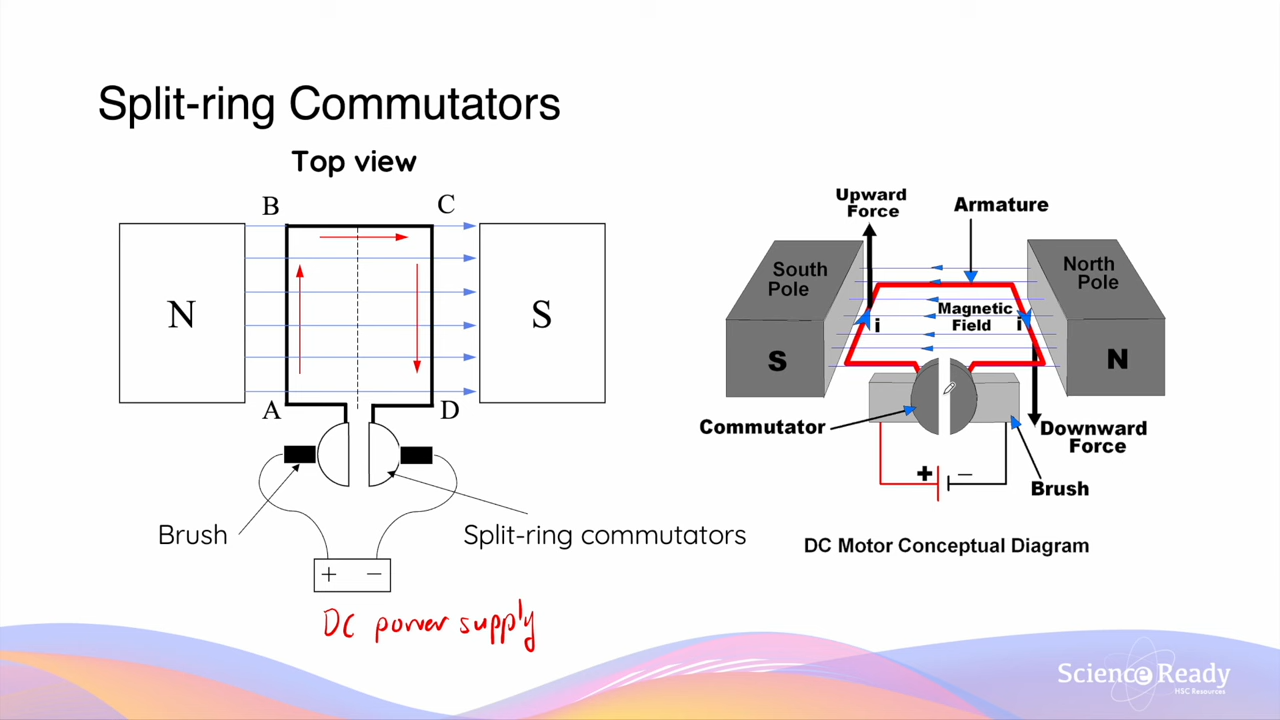 Split-ring Commutators
Top view
B
C
N
S
A
D
Brush
Split-ring commutators
+ −
DC power supply
Upward
Force
Armature
South
Pole
North
Pole
Magnetic
Field
i
i
S
N
Commutator
Downward
Force
+ −
Brush
DC Motor Conceptual Diagram
Science Ready
HSC Resources